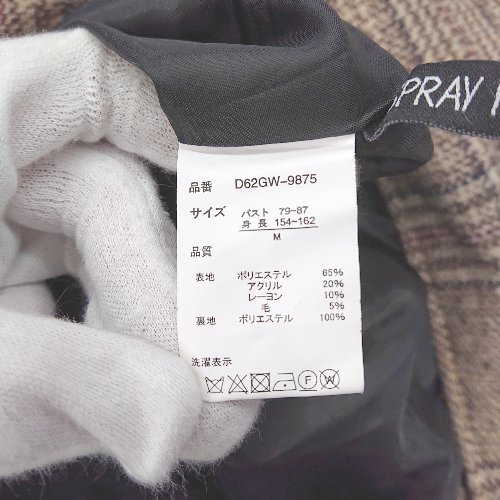 SPRAY
品番 D62GW-9875
サイズ バスト 79~87
身長 154~162
M
品質
表地 ポリエステル 65%
アクリル 20%
レーヨン 10%
毛 5%
裏地 ポリエステル 100%
洗濯表示
F W